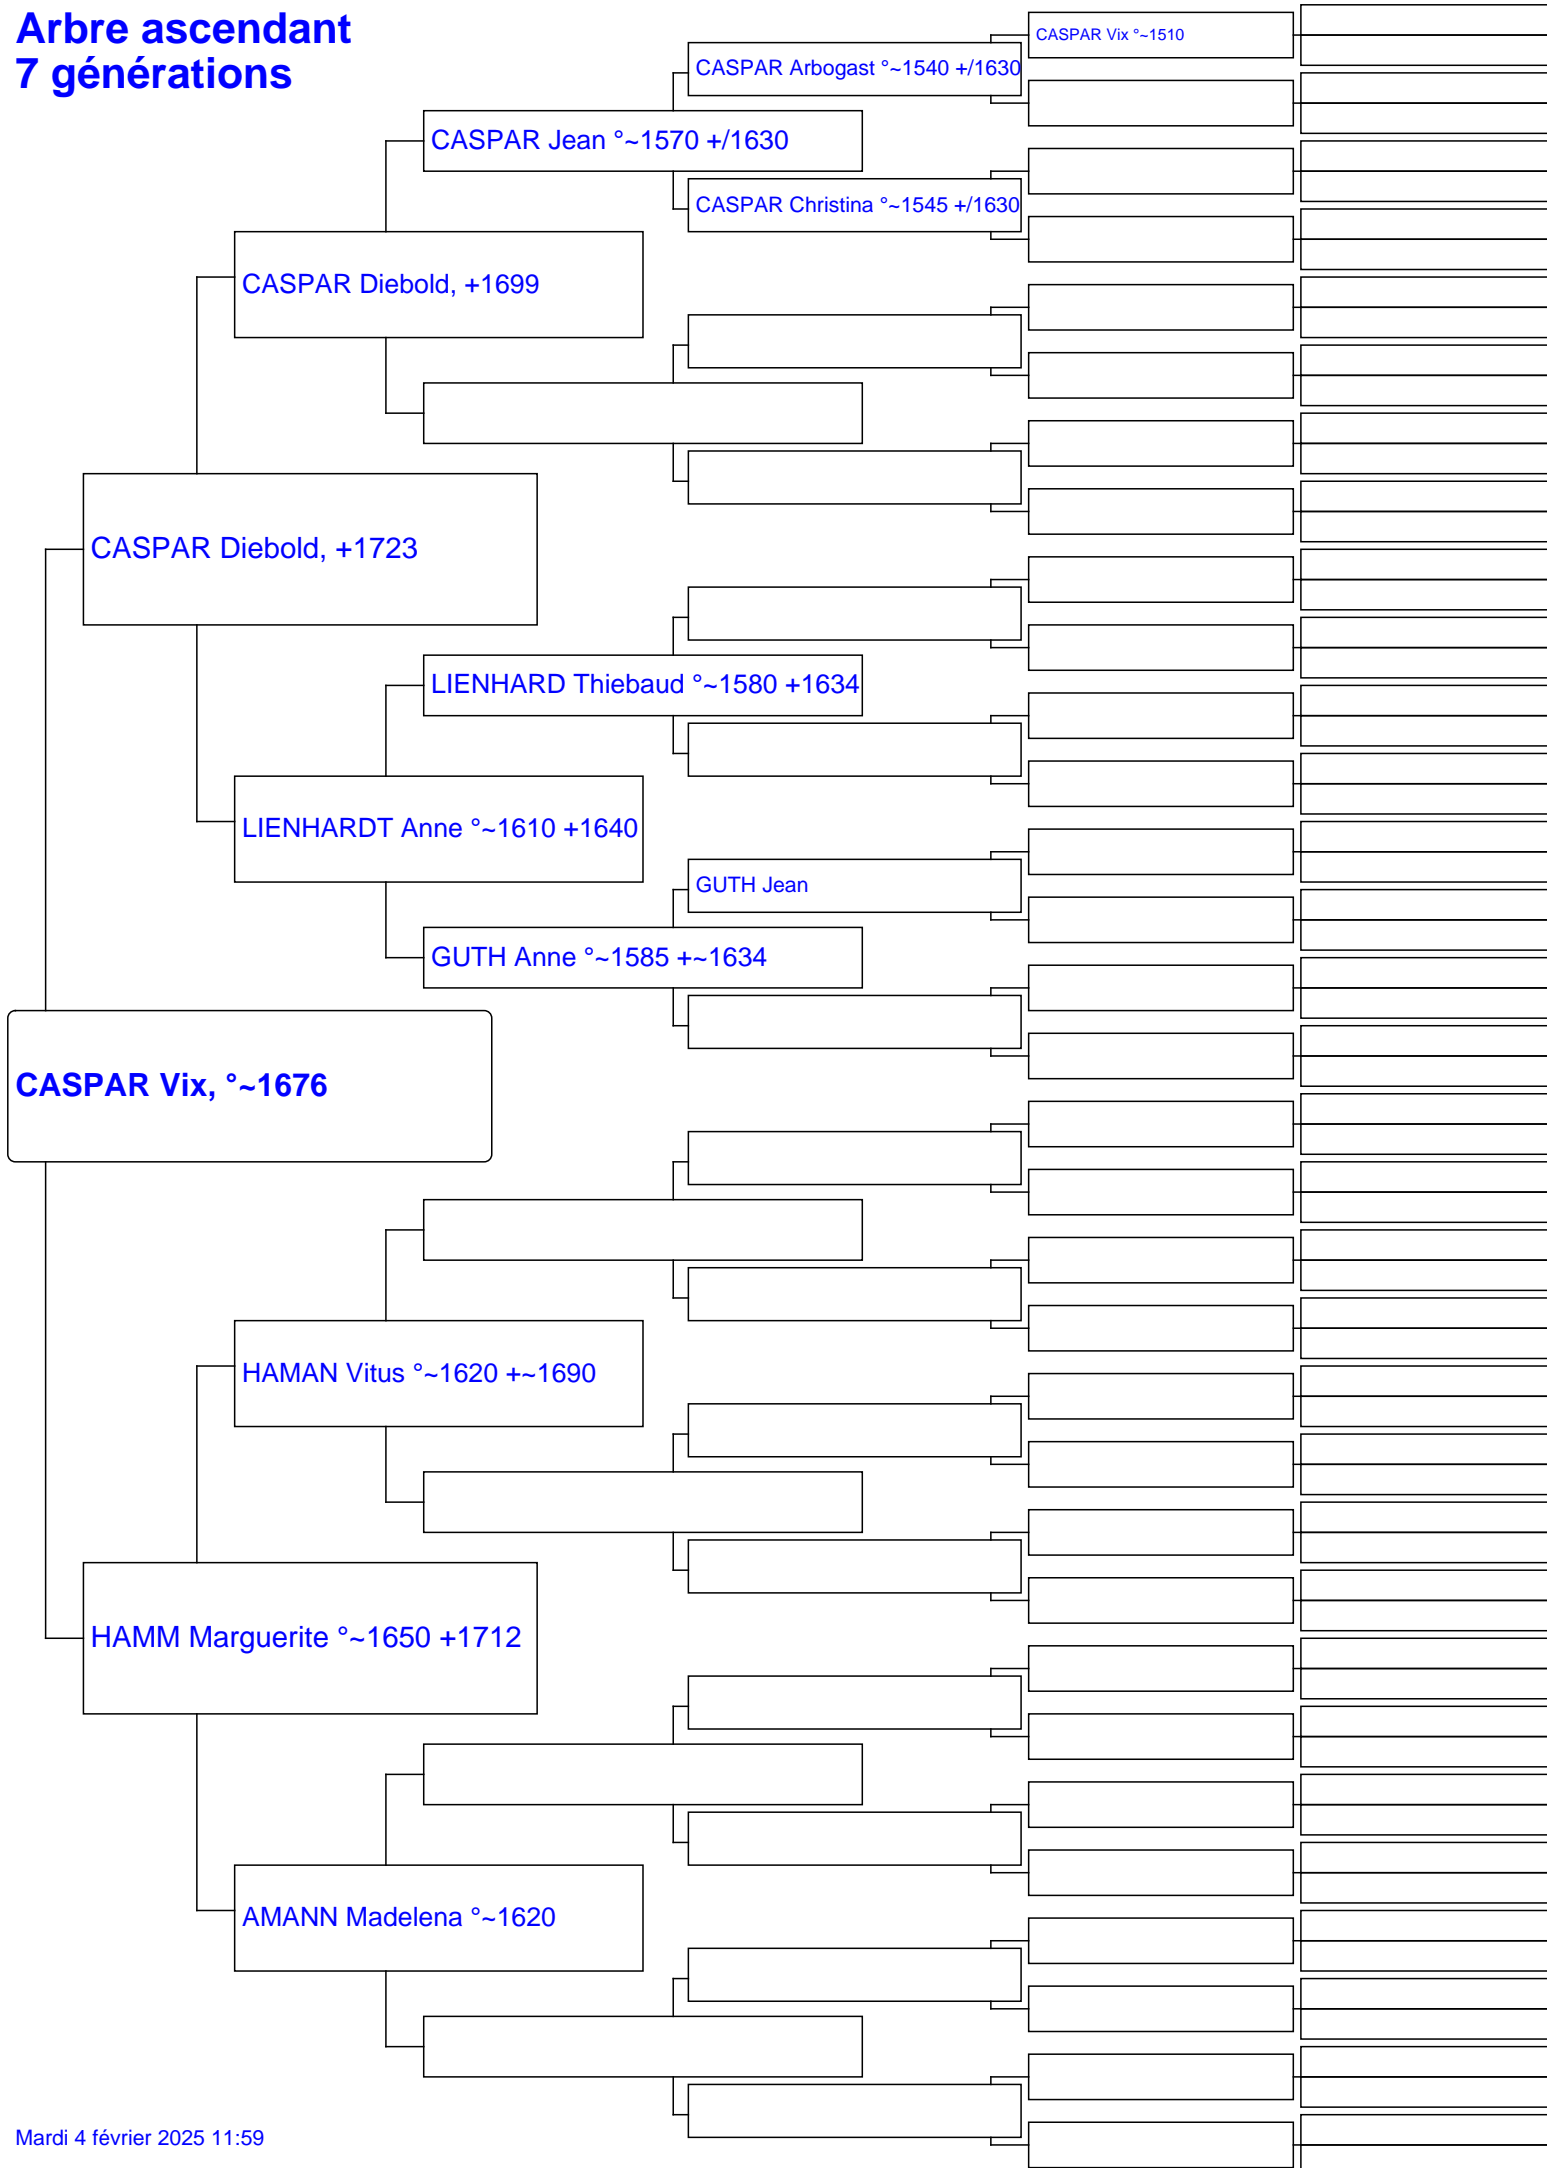 Arbre ascendant
7 générations
CASPAR Vix °~1510
CASPAR Arbogast °~1540 +/1630
CASPAR Jean °~1570 +/1630
CASPAR Christina °~1545 +/1630
CASPAR Diebold, +1699
CASPAR Diebold, +1723
LIENHARD Thiebaud °~1580 +1634
LIENHARDT Anne °~1610 +1640
GUTH Jean
GUTH Anne °~1585 +~1634
CASPAR Vix, °~1676
HAMAN Vitus °~1620 +~1690
HAMM Marguerite °~1650 +1712
AMANN Madelena °~1620
Mardi 4 février 2025 11:59